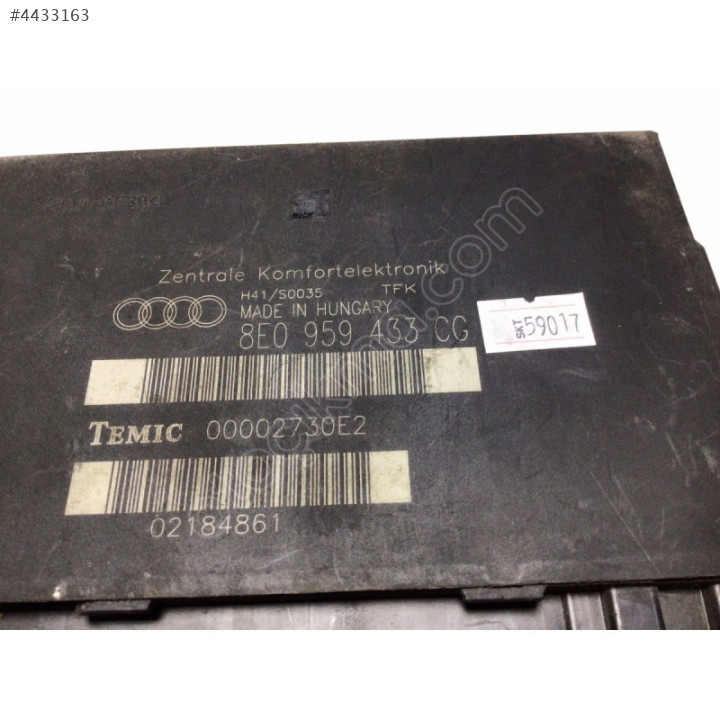 #4433163
Zentrale Komfortelektronik
H41/S0035 TFK
MADE IN HUNGARY
8E0 959 433 CG
SKT 59017
TEMIC 00002730E2
02184861